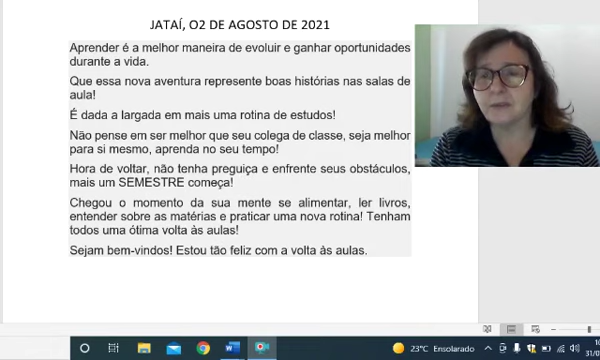 JATAÍ, O2 DE AGOSTO DE 2021
Aprender é a melhor maneira de evoluir e ganhar oportunidades
durante a vida.
Que essa nova aventura represente boas histórias nas salas de
aula!
É dada a largada em mais uma rotina de estudos!
Não pense em ser melhor que seu colega de classe, seja melhor
para si mesmo, aprenda no seu tempo!
Hora de voltar, não tenha preguiça e enfrente seus obstáculos,
mais um SEMESTRE começa!
Chegou o momento da sua mente se alimentar, ler livros,
entender sobre as matérias e praticar uma nova rotina! Tenham
todos uma ótima volta às aulas!
Sejam bem-vindos! Estou tão feliz com a volta às aulas.
23°C Ensolarado